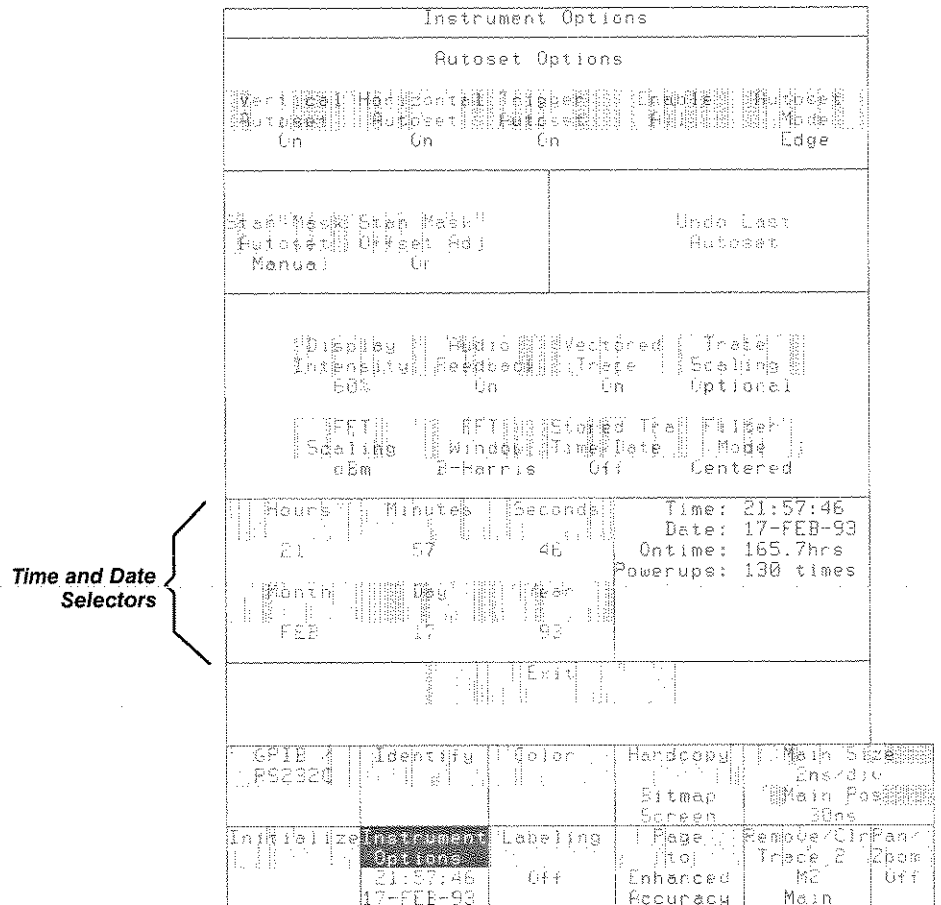 Instrument Options
Autoset Options
Vertical Horizontal Trigger Enable Autoset
Autoset Autoset Autoset Mode
On On On Edge
Mask" Mask" Undo Last
Autoset Offset Adj Autoset
Manual On
Display Audio Vectored Trace
Intensity Feedback Trace Scaling
60% On On Optional
FFT FFT Stored
Scaling Window Time/Date Mode
dBm B-Harris Off Centered
Hours Minutes Seconds Time: 21:57:46
Date: 17-FEB-93
21 57 46 Ontime: 165.7hrs
Powerups: 130 times
Time and Date
Selectors
Month Day Year
FEB 17 93
Exit
GPIB / Identify Color Hardcopy Main Size
RS232C 2ns/div
Bitmap Main Pos
Screen 30ns
Initialize Instrument Labeling Page Remove/Clr Pan/
Options to Trace 2 Zoom
21:57:46 Off Enhanced M2 Off
17-FEB-93 Accuracy Main